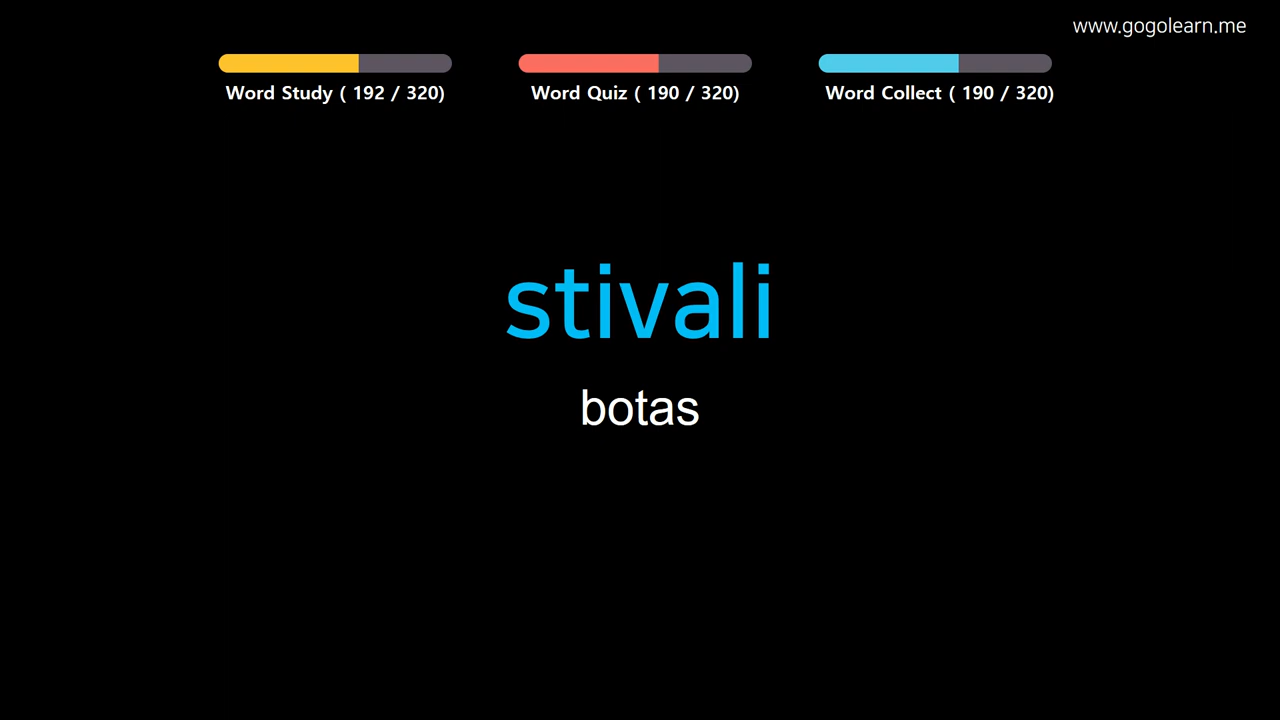 www.gogolearn.me
Word Study ( 192 / 320)
Word Quiz ( 190 / 320)
Word Collect ( 190 / 320)
stivali
botas